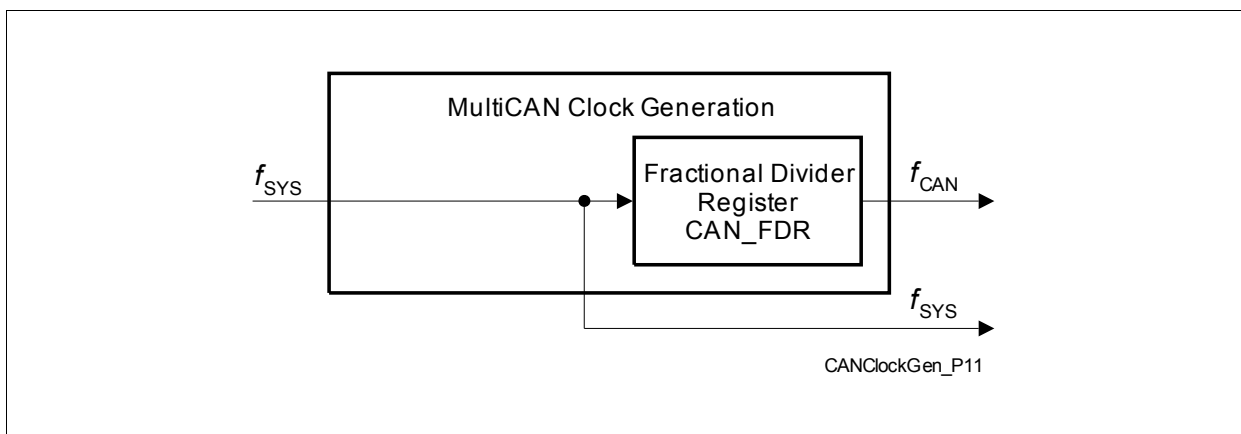 MultiCAN Clock Generation
fSYS
Fractional Divider
Register
CAN_FDR
fCAN
fSYS
CANClockGen_P11